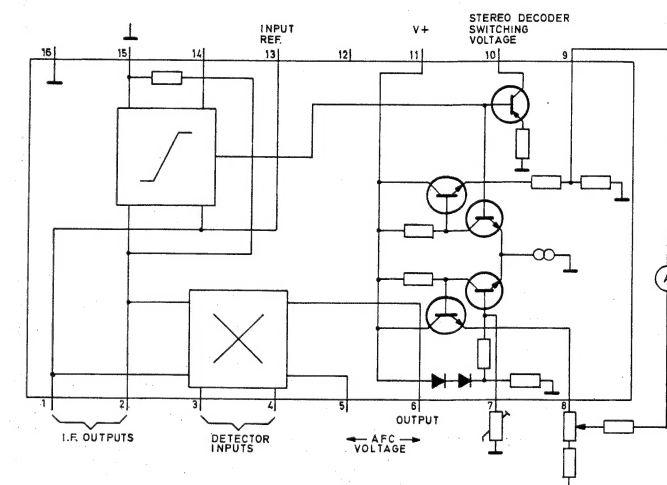 STEREO DECODER
SWITCHING
VOLTAGE
INPUT
REF.
V+
16 15 14 13 12 11 10 9
A
1 2 3 4 5 6 7 8
OUTPUT
I.F. OUTPUTS
DETECTOR
INPUTS
AFC
VOLTAGE